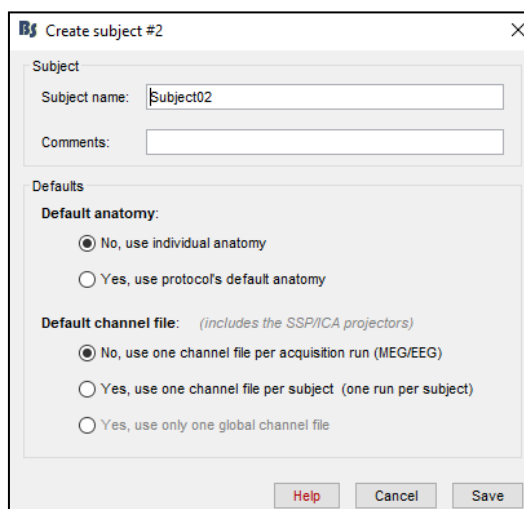 Bs Create subject #2
Subject
Subject name: Subject02
Comments:
Defaults
Default anatomy:
No, use individual anatomy
Yes, use protocol's default anatomy
Default channel file: (includes the SSP/ICA projectors)
No, use one channel file per acquisition run (MEG/EEG)
Yes, use one channel file per subject (one run per subject)
Yes, use only one global channel file
Help Cancel Save